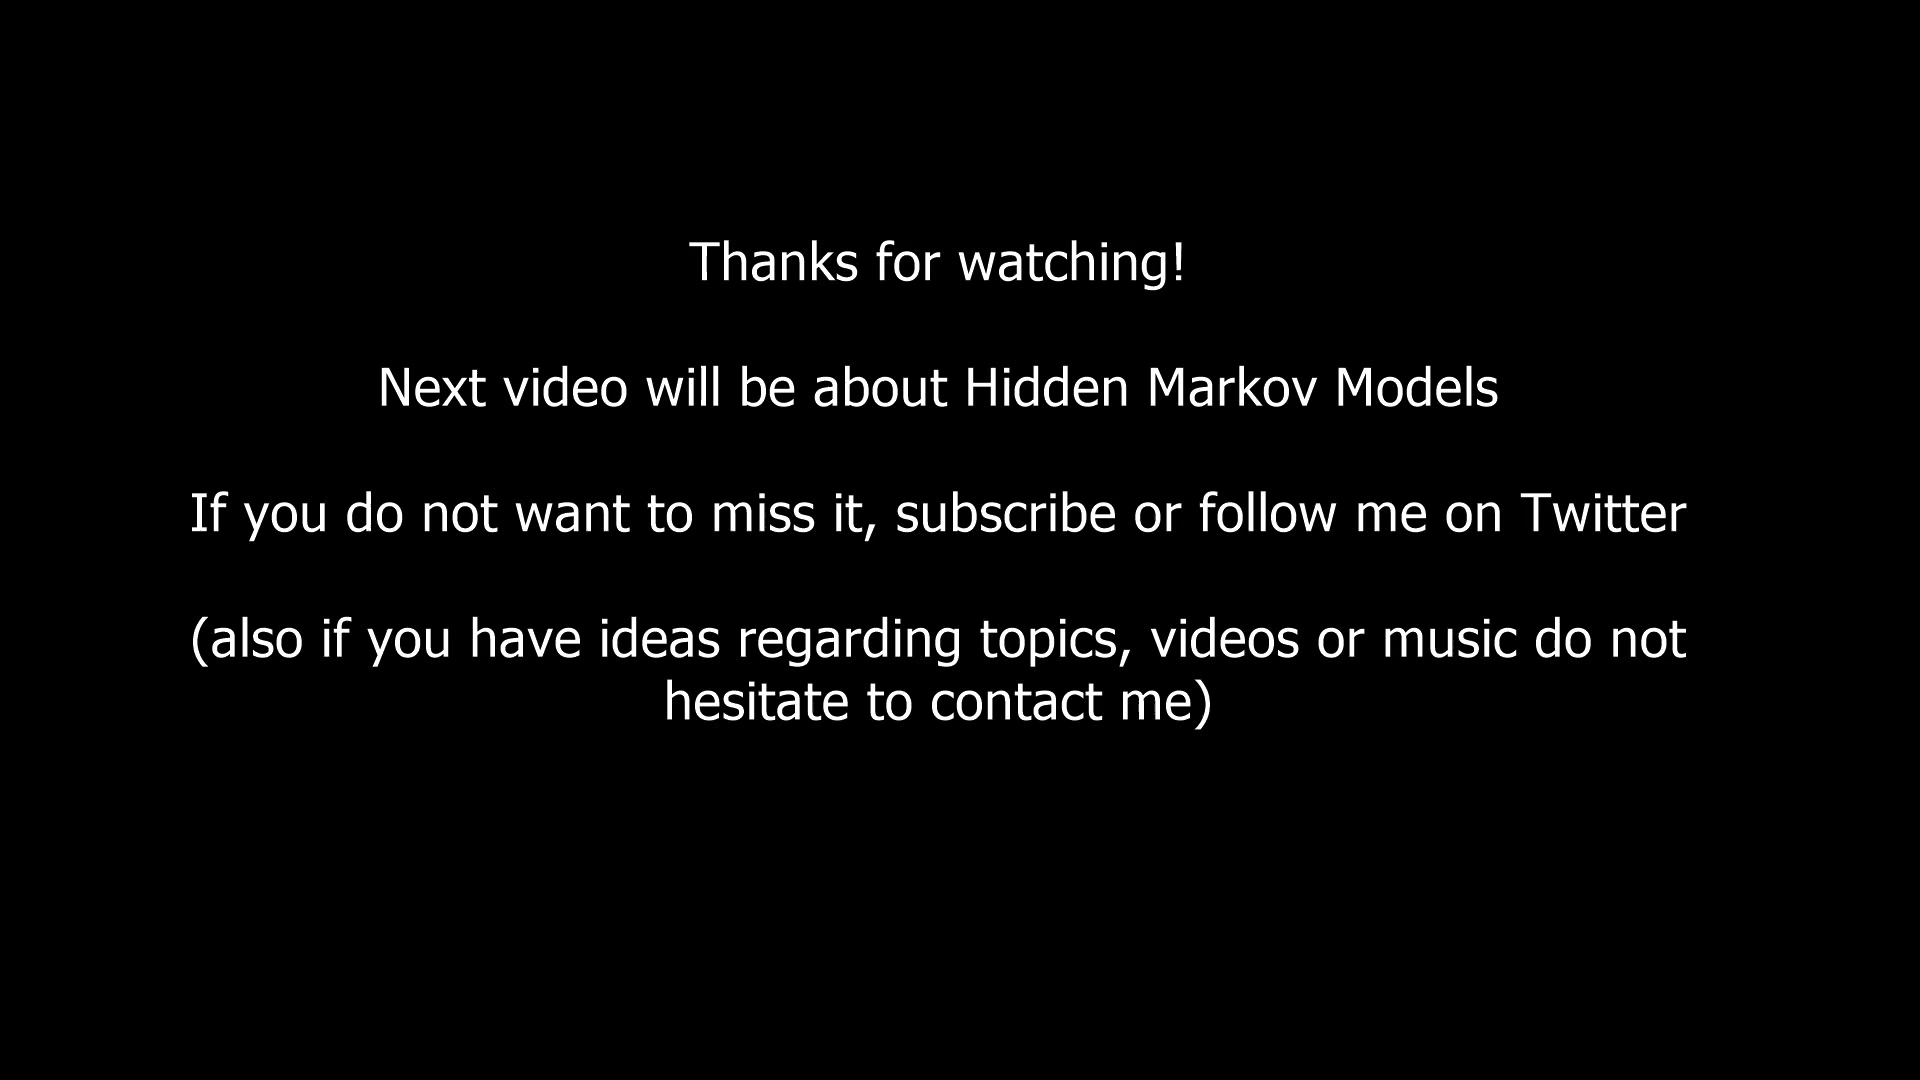 Thanks for watching!
Next video will be about Hidden Markov Models
If you do not want to miss it, subscribe or follow me on Twitter
(also if you have ideas regarding topics, videos or music do not
hesitate to contact me)